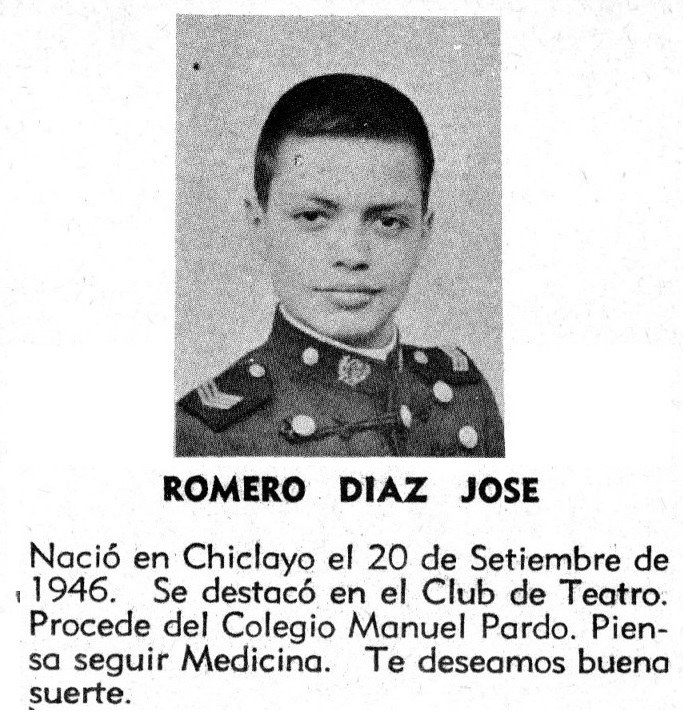 ROMERO DIAZ JOSE
Nació en Chiclayo el 20 de Setiembre de
1946. Se destacó en el Club de Teatro.
Procede del Colegio Manuel Pardo. Pien-
sa seguir Medicina. Te deseamos buena
suerte.